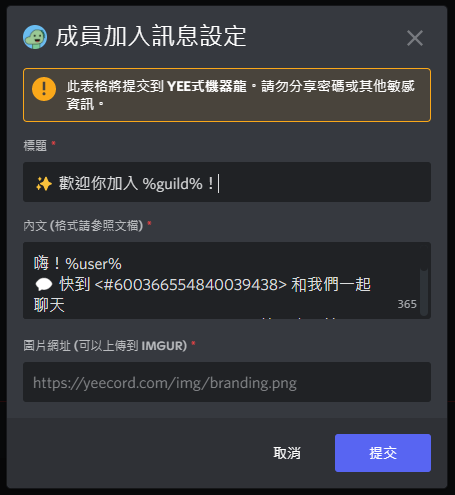 成員加入訊息設定
此表格將提交到 YEE式機器龍。請勿分享密碼或其他敏感
資訊。
標題 *
✨ 歡迎你加入 %guild%！
內文 (格式請參照文檔) *
嗨！%user%
💬 快到 <#600366554840039438> 和我們一起
聊天
365
圖片網址 (可以上傳到 IMGUR) *
https://yeecord.com/img/branding.png
取消
提交